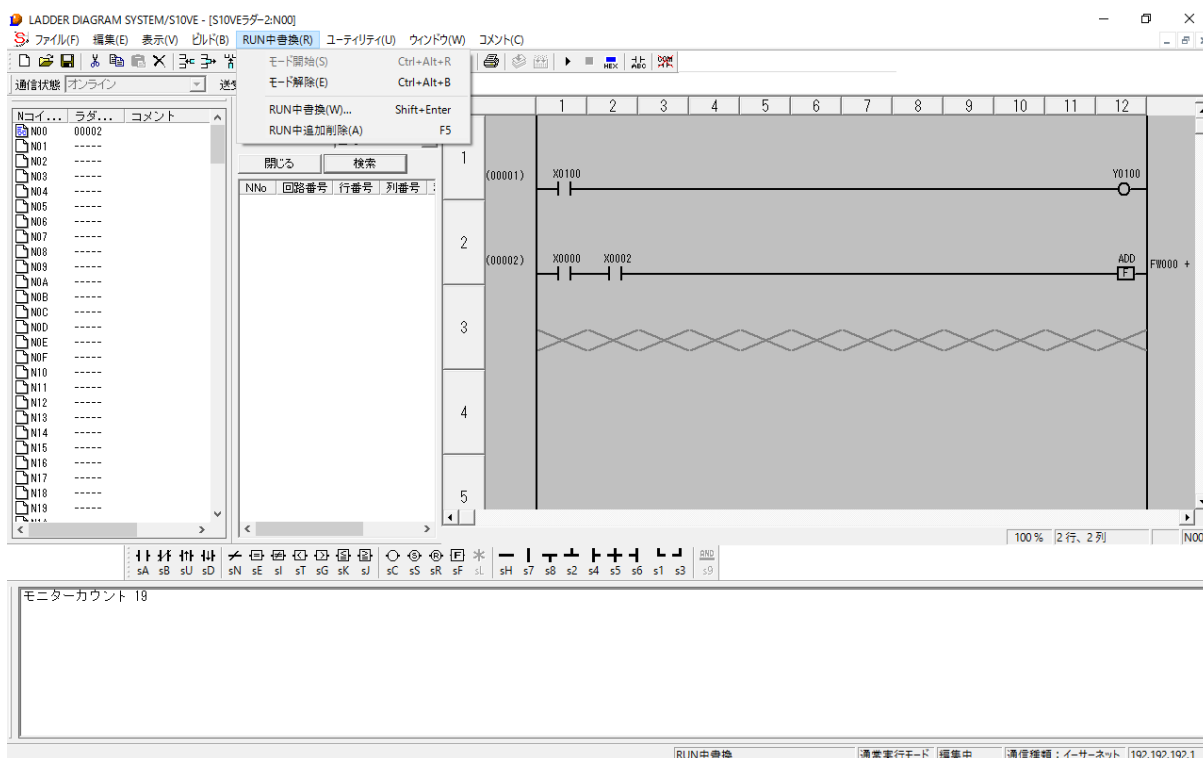 LADDER DIAGRAM SYSTEM/S10VE - [S10VEラダー2:N00]
ファイル(F) 編集(E) 表示(V) ビルド(B) RUN中書換(R) ユーティリティ(U) ウィンドウ(W) コメント(C)
モード開始(S) Ctrl+Alt+R
モード解除(E) Ctrl+Alt+B
RUN中書換(W)... Shift+Enter
RUN中追加削除(A) F5
HEX ABC COM
通信状態 オンライン
Nコイ... ラダ... コメント
N00 00002
N01 -----
N02 -----
N03 -----
N04 -----
N05 -----
N06 -----
N07 -----
N08 -----
N09 -----
N0A -----
N0B -----
N0C -----
N0D -----
N0E -----
N0F -----
N10 -----
N11 -----
N12 -----
N13 -----
N14 -----
N15 -----
N16 -----
N17 -----
N18 -----
N19 -----
閉じる 検索
NNo 回路番号 行番号 列番号
1 2 3 4 5 6 7 8 9 10 11 12
1
(00001) X0100 Y0100
2
(00002) X0000 X0002 ADD
F
FW000 +
3
4
5
100 % 2行、2列 N00
sA sB sU sD sN sE sI sT sG sK sJ sC sS sR sF sL sH s7 s8 s2 s4 s5 s6 s1 s3 s9
モニターカウント 19
RUN中書換 通常実行モード 編集中 通信種類：イーサーネット 192.192.192.1